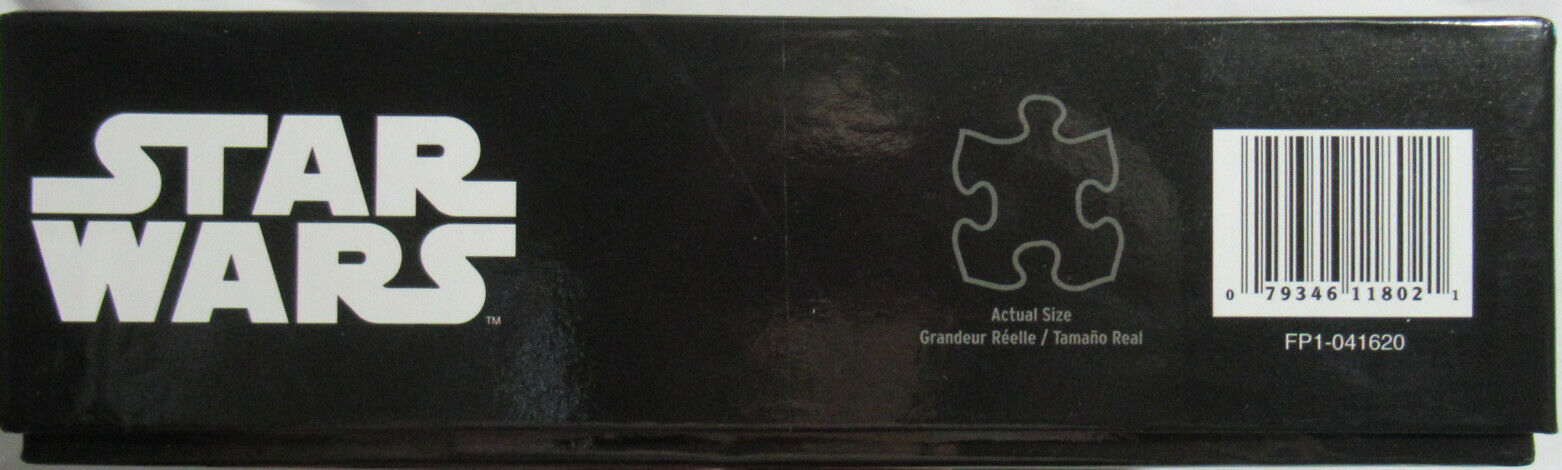 STAR
WARS
™
Actual Size
Grandeur Réelle / Tamaño Real
0 79346 11802 1
FP1-041620